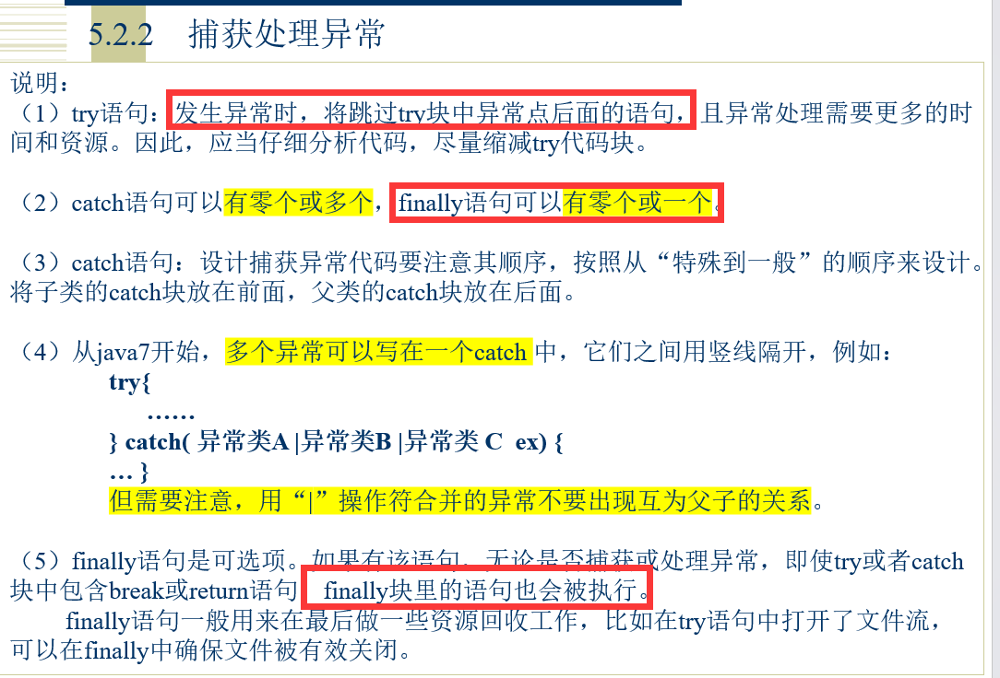 5.2.2 捕获处理异常
说明：
（1）try语句：发生异常时，将跳过try块中异常点后面的语句，且异常处理需要更多的时
间和资源。因此，应当仔细分析代码，尽量缩减try代码块。
（2）catch语句可以有零个或多个，finally语句可以有零个或一个。
（3）catch语句：设计捕获异常代码要注意其顺序，按照从“特殊到一般”的顺序来设计。
将子类的catch块放在前面，父类的catch块放在后面。
（4）从java7开始，多个异常可以写在一个catch中，它们之间用竖线隔开，例如：
try{
……
} catch( 异常类A |异常类B |异常类 C ex) {
… }
但需要注意，用“|”操作符合并的异常不要出现互为父子的关系。
（5）finally语句是可选项。如果有该语句，无论是否捕获或处理异常，即使try或者catch
块中包含break或return语句 finally块里的语句也会被执行。
finally语句一般用来在最后做一些资源回收工作，比如在try语句中打开了文件流，
可以在finally中确保文件被有效关闭。